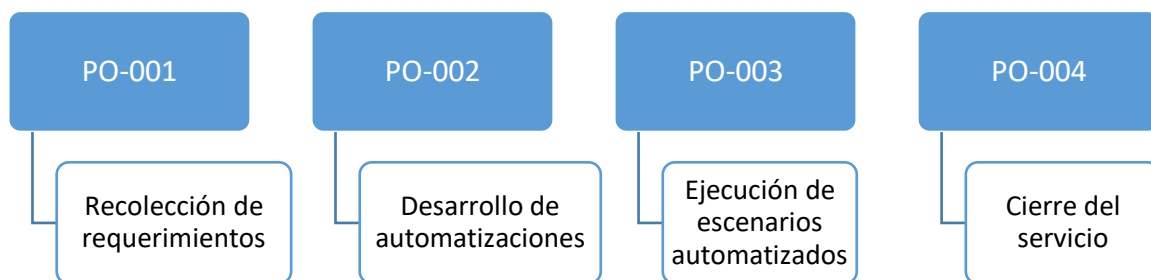 PO-001
Recolección de
requerimientos
PO-002
Desarrollo de
automatizaciones
PO-003
Ejecución de
escenarios
automatizados
PO-004
Cierre del
servicio